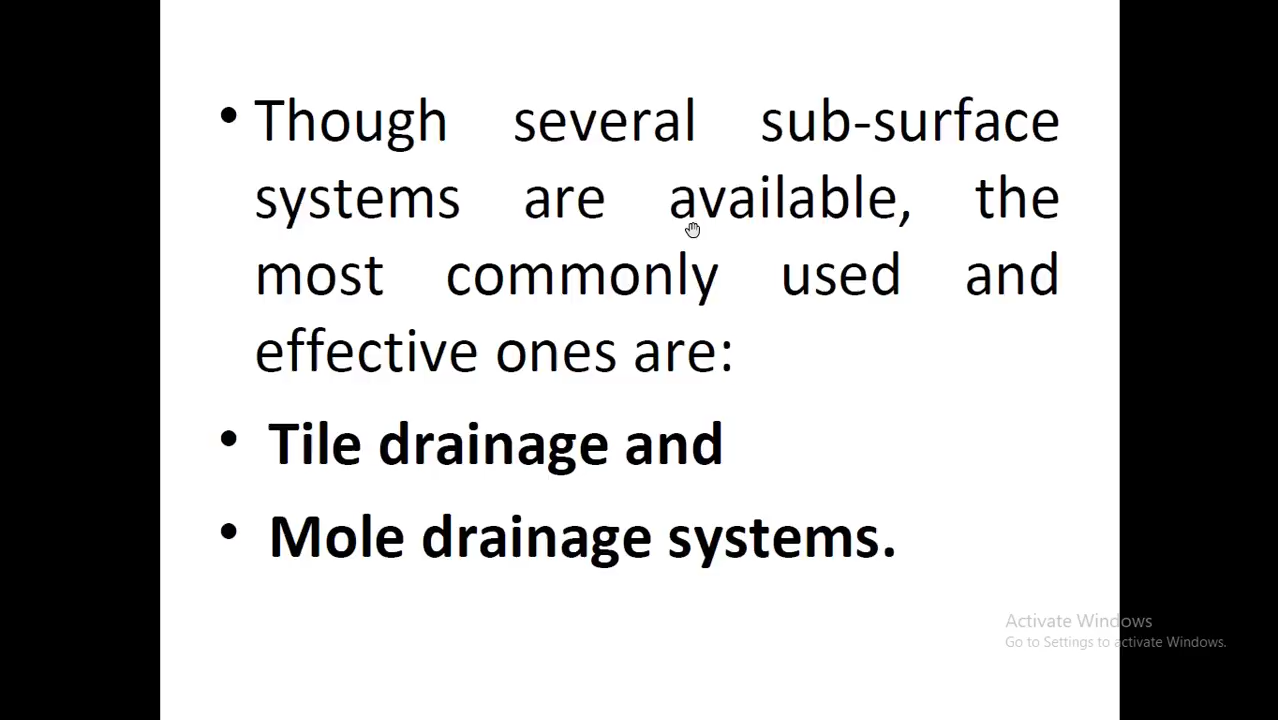 • Though several sub-surface
systems are available, the
most commonly used and
effective ones are:
• Tile drainage and
• Mole drainage systems.
Activate Windows
Go to Settings to activate Windows.